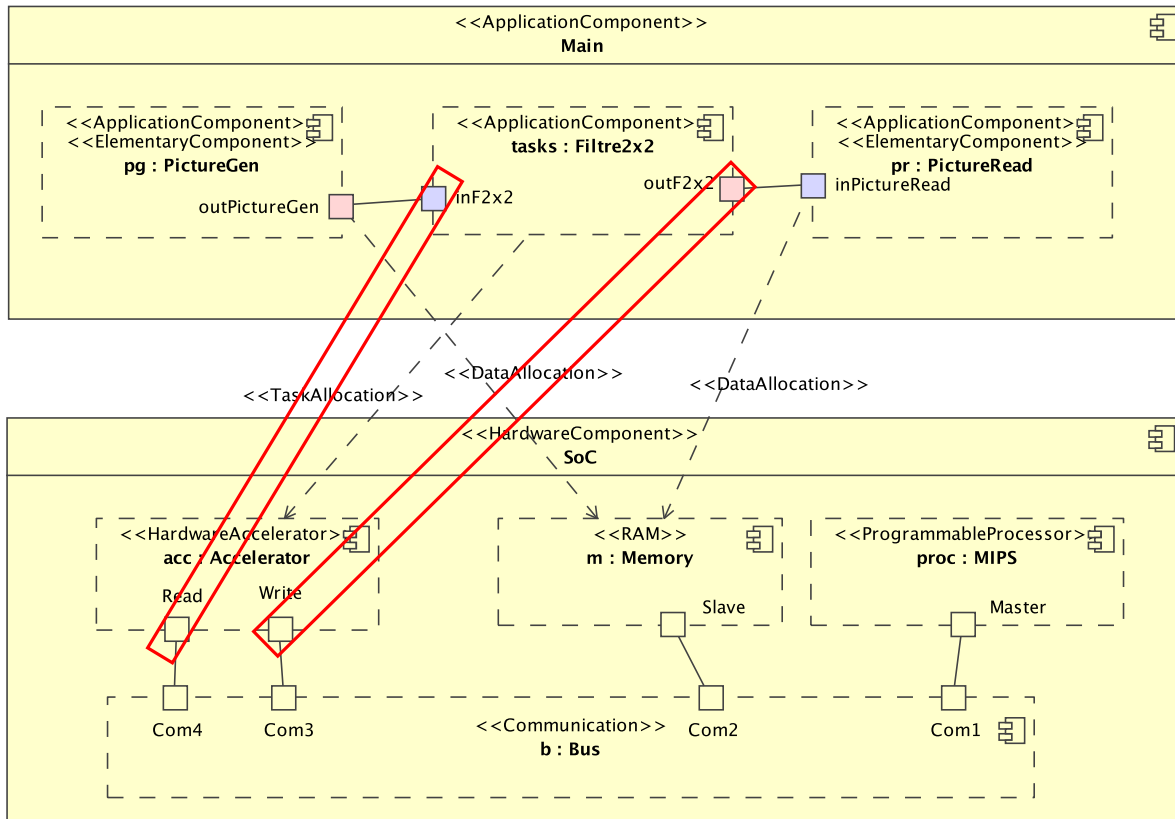 <<ApplicationComponent>>
Main
<<ApplicationComponent>>
<<ElementaryComponent>>
pg : PictureGen
outPictureGen
<<ApplicationComponent>>
tasks : Filtre2x2
inF2x2
outF2x2
<<ApplicationComponent>>
<<ElementaryComponent>>
pr : PictureRead
inPictureRead
<<TaskAllocation>>
<<DataAllocation>>
<<DataAllocation>>
<<HardwareComponent>>
SoC
<<HardwareAccelerator>>
acc : Accelerator
Read
Write
<<RAM>>
m : Memory
Slave
<<ProgrammableProcessor>>
proc : MIPS
Master
Com4
Com3
<<Communication>>
b : Bus
Com2
Com1